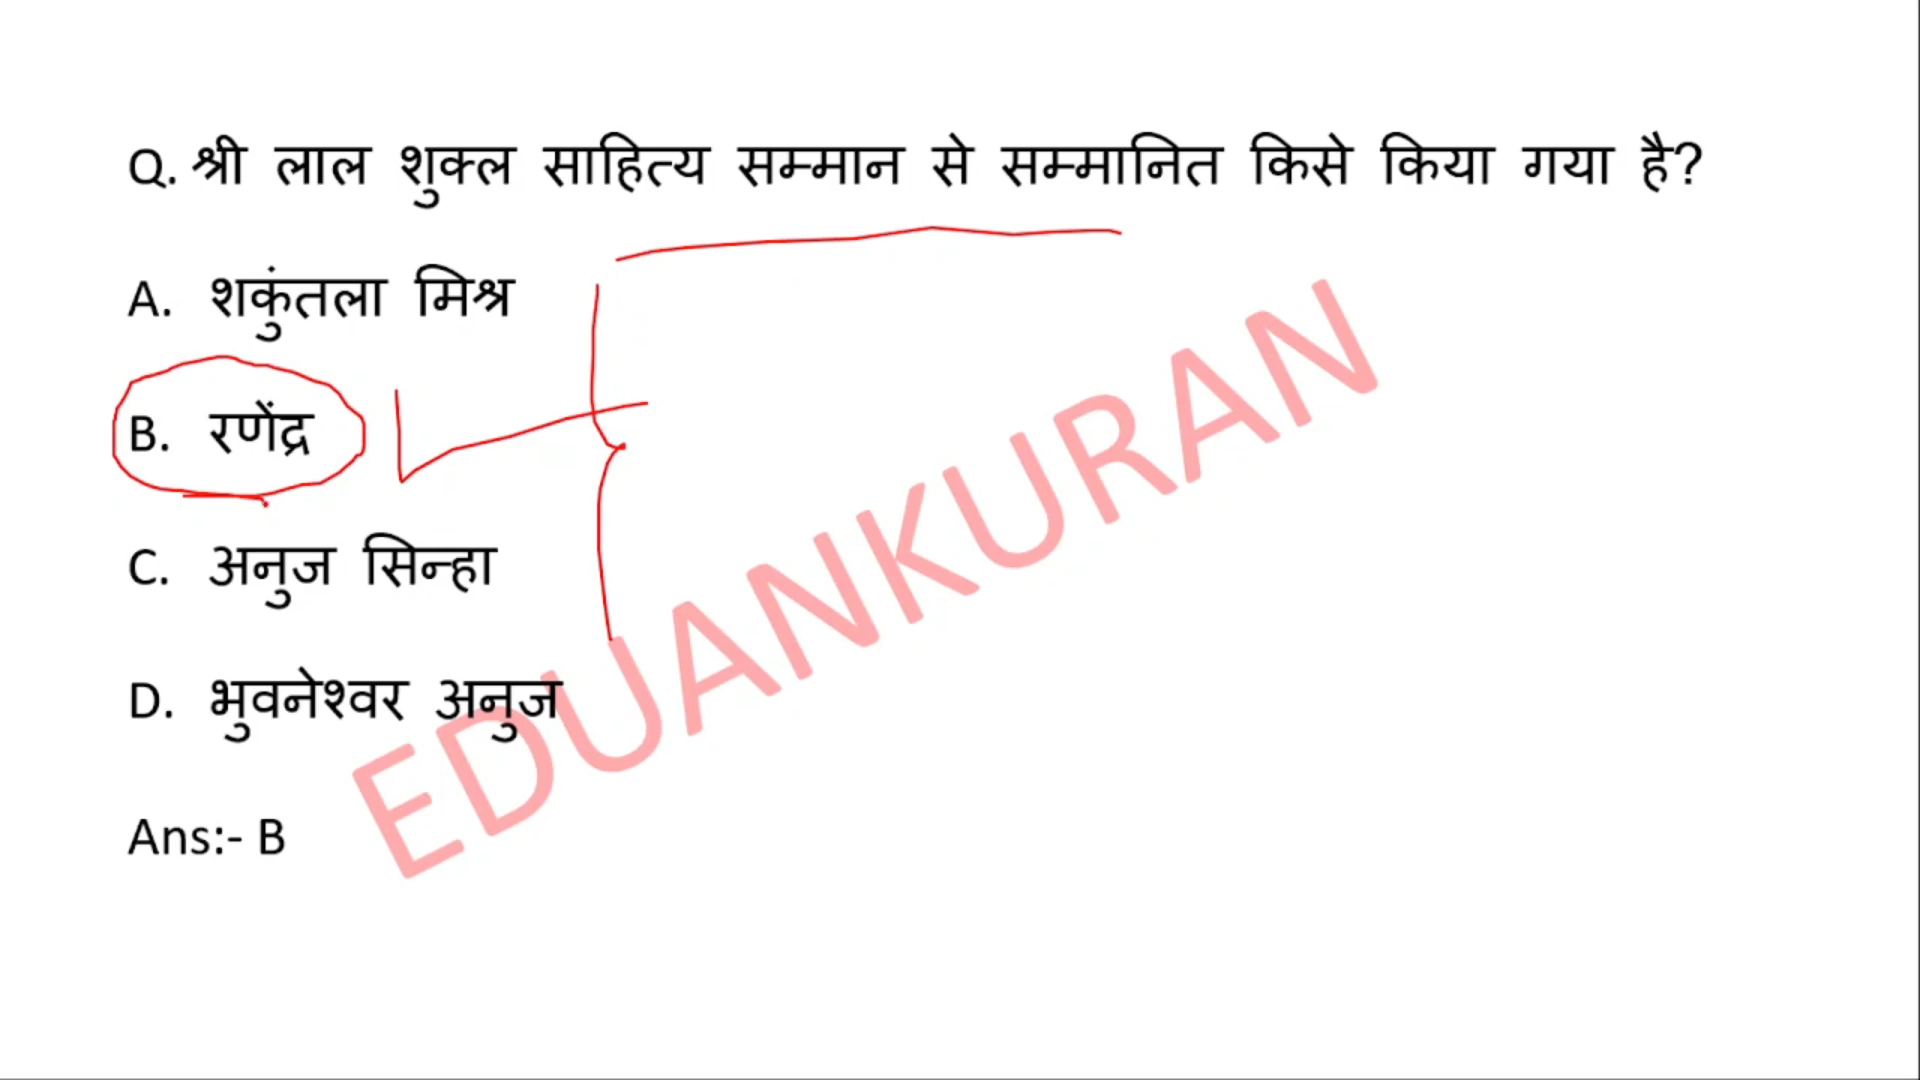 Q. श्री लाल शुक्ल साहित्य सम्मान से सम्मानित किसे किया गया है?
A. शकुंतला मिश्र
B. रणेंद्र
C. अनुज सिन्हा
D. भुवनेश्वर अनुज
Ans:- B
EDUANKURAN